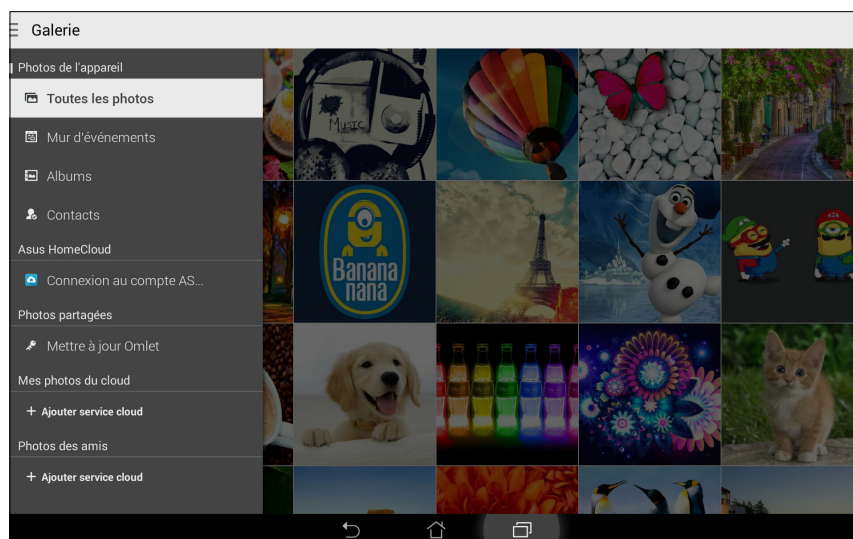 Galerie
Photos de l'appareil
Toutes les photos
Mur d'événements
Albums
Contacts
Asus HomeCloud
Connexion au compte AS...
Photos partagées
Mettre à jour Omlet
Mes photos du cloud
+ Ajouter service cloud
Photos des amis
+ Ajouter service cloud
MUSIC
Banana
nana